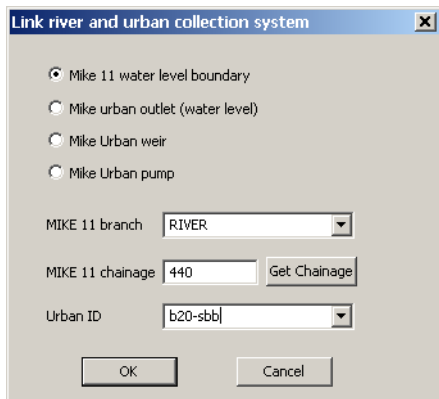 Link river and urban collection system
Mike 11 water level boundary
Mike urban outlet (water level)
Mike Urban weir
Mike Urban pump
MIKE 11 branch RIVER
MIKE 11 chainage 440 Get Chainage
Urban ID b20-sbb
OK Cancel